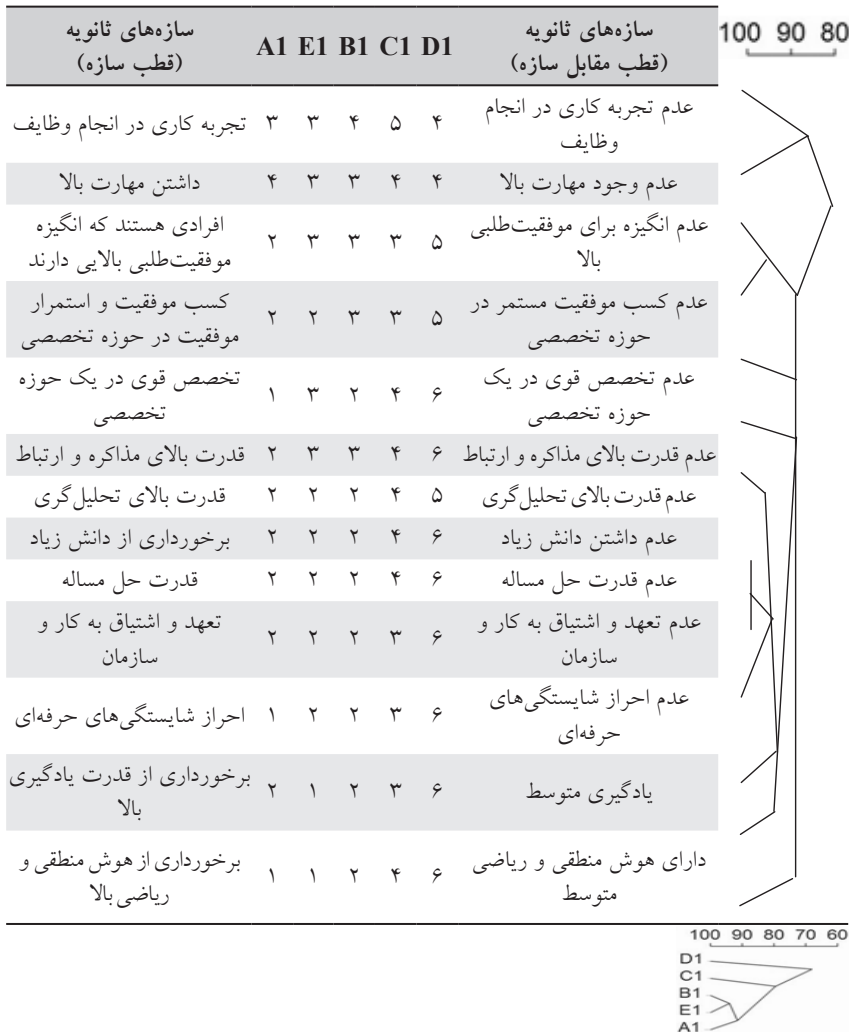 سازه‌های ثانویه A1 E1 B1 C1 D1 سازه‌های ثانویه 100 90 80
(قطب سازه) (قطب مقابل سازه)
تجربه کاری در انجام وظایف ۳ ۳ ۴ ۵ ۴ عدم تجربه کاری در انجام
وظایف
داشتن مهارت بالا ۴ ۳ ۳ ۴ ۴ عدم وجود مهارت بالا
افرادی هستند که انگیزه ۲ ۳ ۳ ۳ ۵ عدم انگیزه برای موفقیت‌طلبی
موفقیت‌طلبی بالایی دارند بالا
کسب موفقیت و استمرار ۲ ۲ ۳ ۳ ۵ عدم کسب موفقیت مستمر در
موفقیت در حوزه تخصصی حوزه تخصصی
تخصص قوی در یک حوزه ۱ ۳ ۲ ۴ ۶ عدم تخصص قوی در یک
تخصصی حوزه تخصصی
قدرت بالای مذاکره و ارتباط ۲ ۳ ۳ ۴ ۶ عدم قدرت بالای مذاکره و ارتباط
قدرت بالای تحلیل‌گری ۲ ۲ ۲ ۴ ۵ عدم قدرت بالای تحلیل‌گری
برخورداری از دانش زیاد ۲ ۲ ۲ ۴ ۶ عدم داشتن دانش زیاد
قدرت حل مساله ۲ ۲ ۲ ۴ ۶ عدم قدرت حل مساله
تعهد و اشتیاق به کار و ۲ ۲ ۲ ۳ ۶ عدم تعهد و اشتیاق به کار و
سازمان سازمان
احراز شایستگی‌های حرفه‌ای ۱ ۲ ۲ ۳ ۶ عدم احراز شایستگی‌های
حرفه‌ای
برخورداری از قدرت یادگیری ۲ ۱ ۲ ۳ ۶ یادگیری متوسط
بالا
برخورداری از هوش منطقی و ۱ ۱ ۲ ۴ ۶ دارای هوش منطقی و ریاضی
ریاضی بالا متوسط
100 90 80 70 60
D1
C1
B1
E1
A1